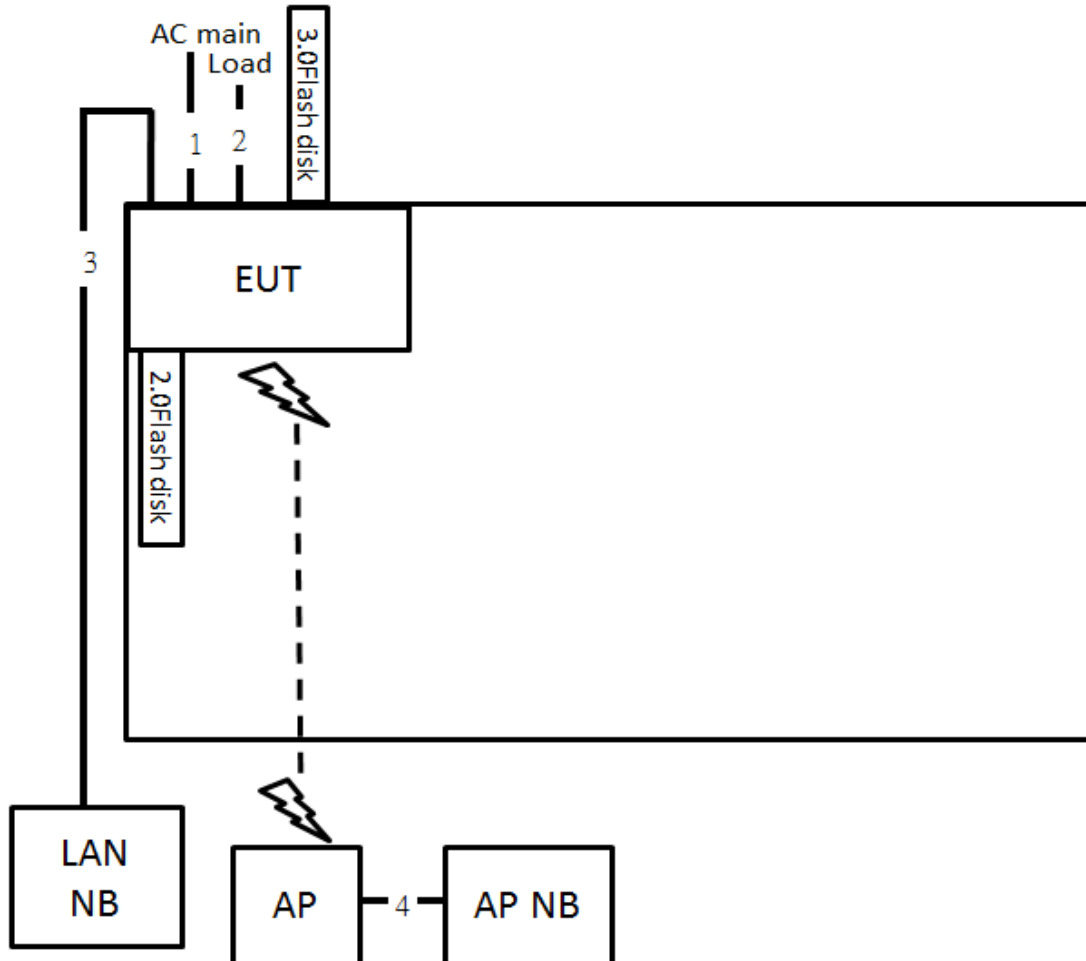 AC main
Load
3.0Flash disk
1
2
3
EUT
2.0Flash disk
LAN
NB
AP
4
AP NB